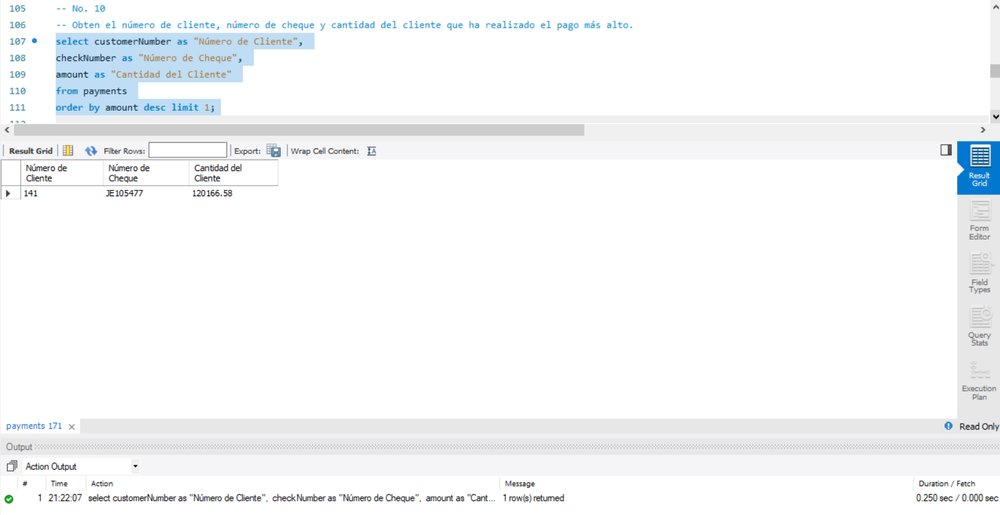 105 -- No. 10
106 -- Obten el número de cliente, número de cheque y cantidad del cliente que ha realizado el pago más alto.
107 select customerNumber as "Número de Cliente",
108 checkNumber as "Número de Cheque",
109 amount as "Cantidad del Cliente"
110 from payments
111 order by amount desc limit 1;
Result Grid Filter Rows: Export: Wrap Cell Content:
Número de Cliente Número de Cheque Cantidad del Cliente
141 JE105477 120166.58
Result
Grid
Form
Editor
Field
Types
Query
Stats
Execution
Plan
payments 171 Read Only
Output
Action Output
# Time Action Message Duration / Fetch
1 21:22:07 select customerNumber as "Número de Cliente", checkNumber as "Número de Cheque", amount as "Cant... 1 row(s) returned 0.250 sec / 0.000 sec